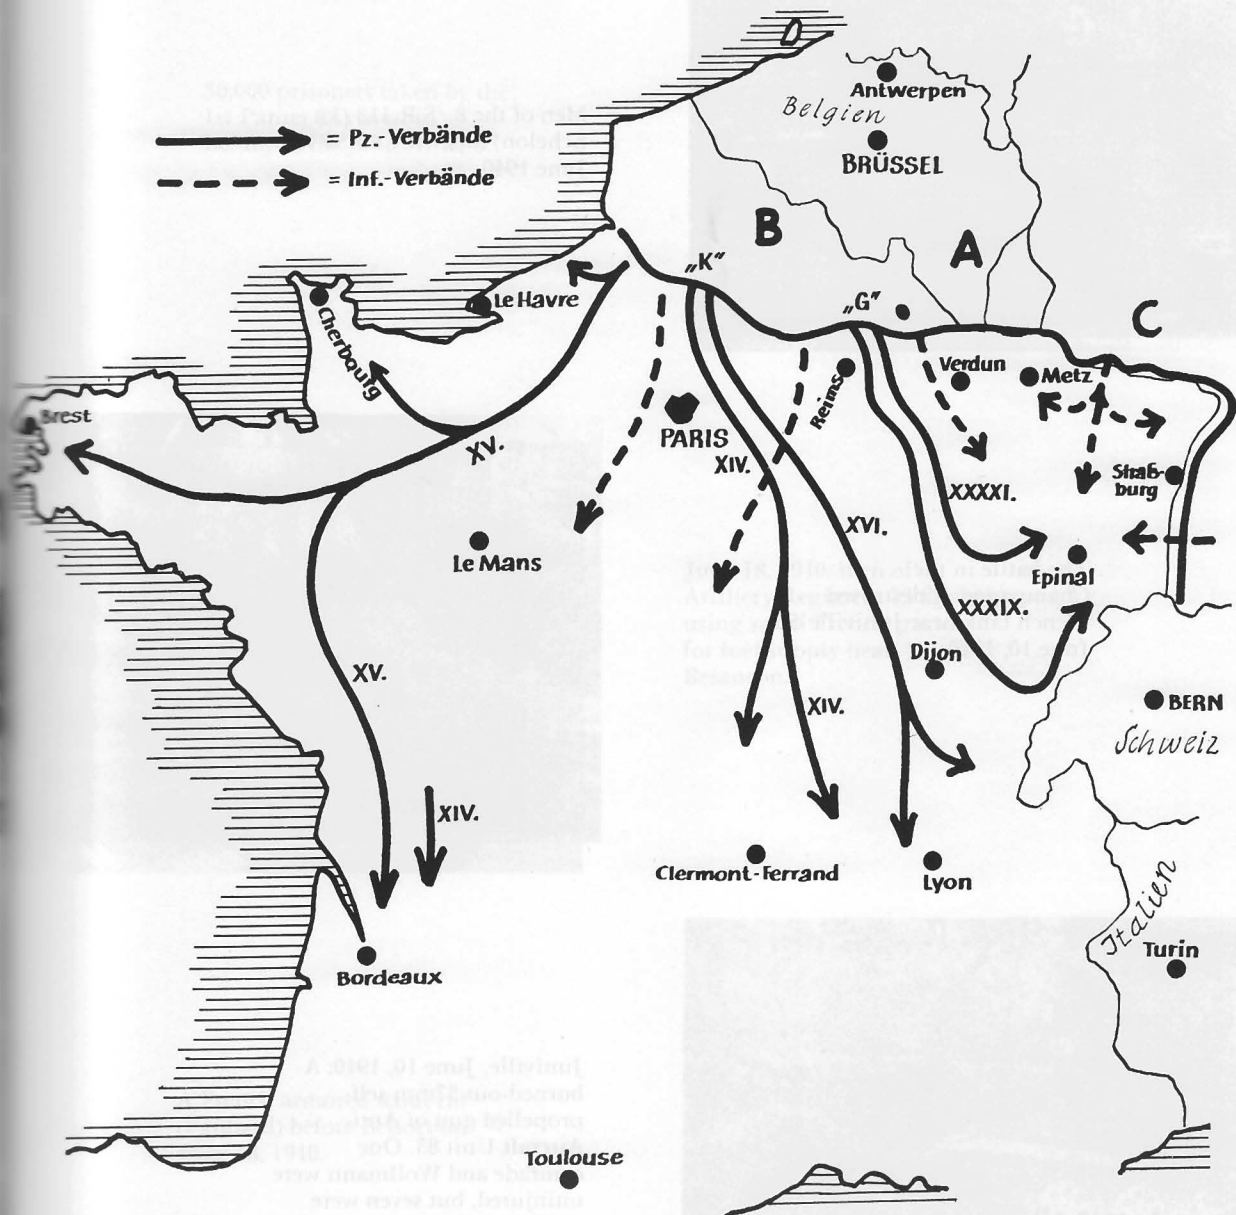 Antwerpen
Belgien
BRÜSSEL
= Pz.-Verbände
= Inf.-Verbände
B
A
„K"
„G"
C
Le Havre
Cherbourg
Verdun
Metz
Reims
Brest
PARIS
XV.
XIV.
Straß-
burg
XXXXI.
XVI.
Le Mans
Epinal
XXXIX.
Dijon
XV.
XIV.
BERN
Schweiz
XIV.
Clermont-Ferrand
Lyon
Italien
Turin
Bordeaux
Toulouse